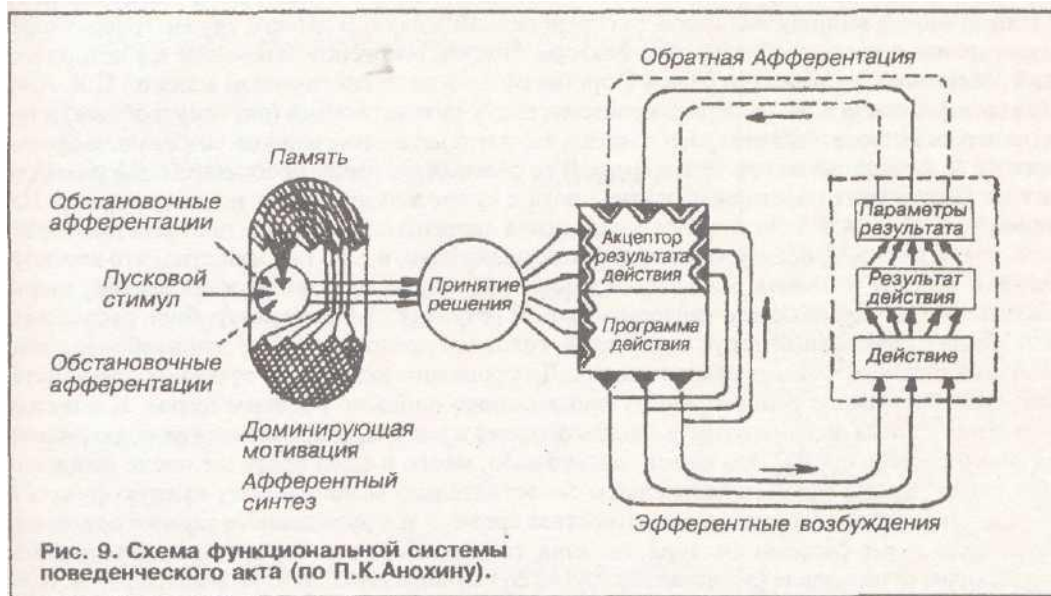 Обратная Афферентация
Память
Обстановочные
афферентации
Пусковой
стимул
Обстановочные
афферентации
Доминирующая
мотивация
Афферентный
синтез
Принятие
решения
Акцептор
результата
действия
Программа
действия
Параметры
результата
Результат
действия
Действие
Эфферентные возбуждения
Рис. 9. Схема функциональной системы
поведенческого акта (по П.К.Анохину).